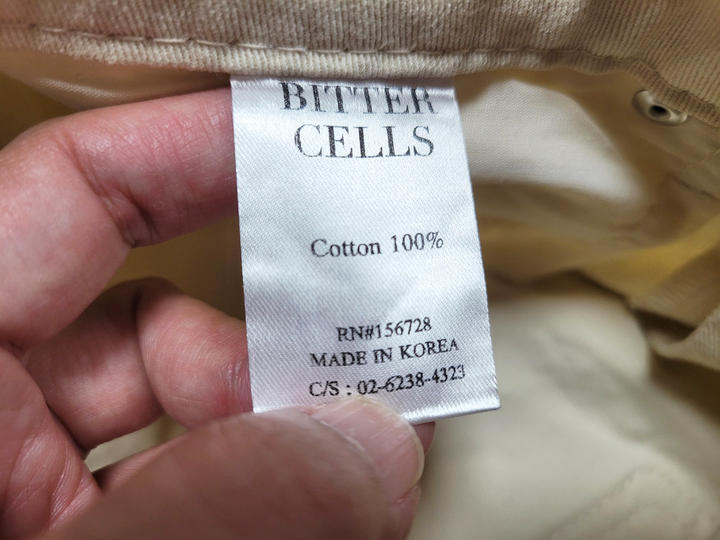 BITTER
CELLS
Cotton 100%
RN#156728
MADE IN KOREA
C/S : 02-6238-4323